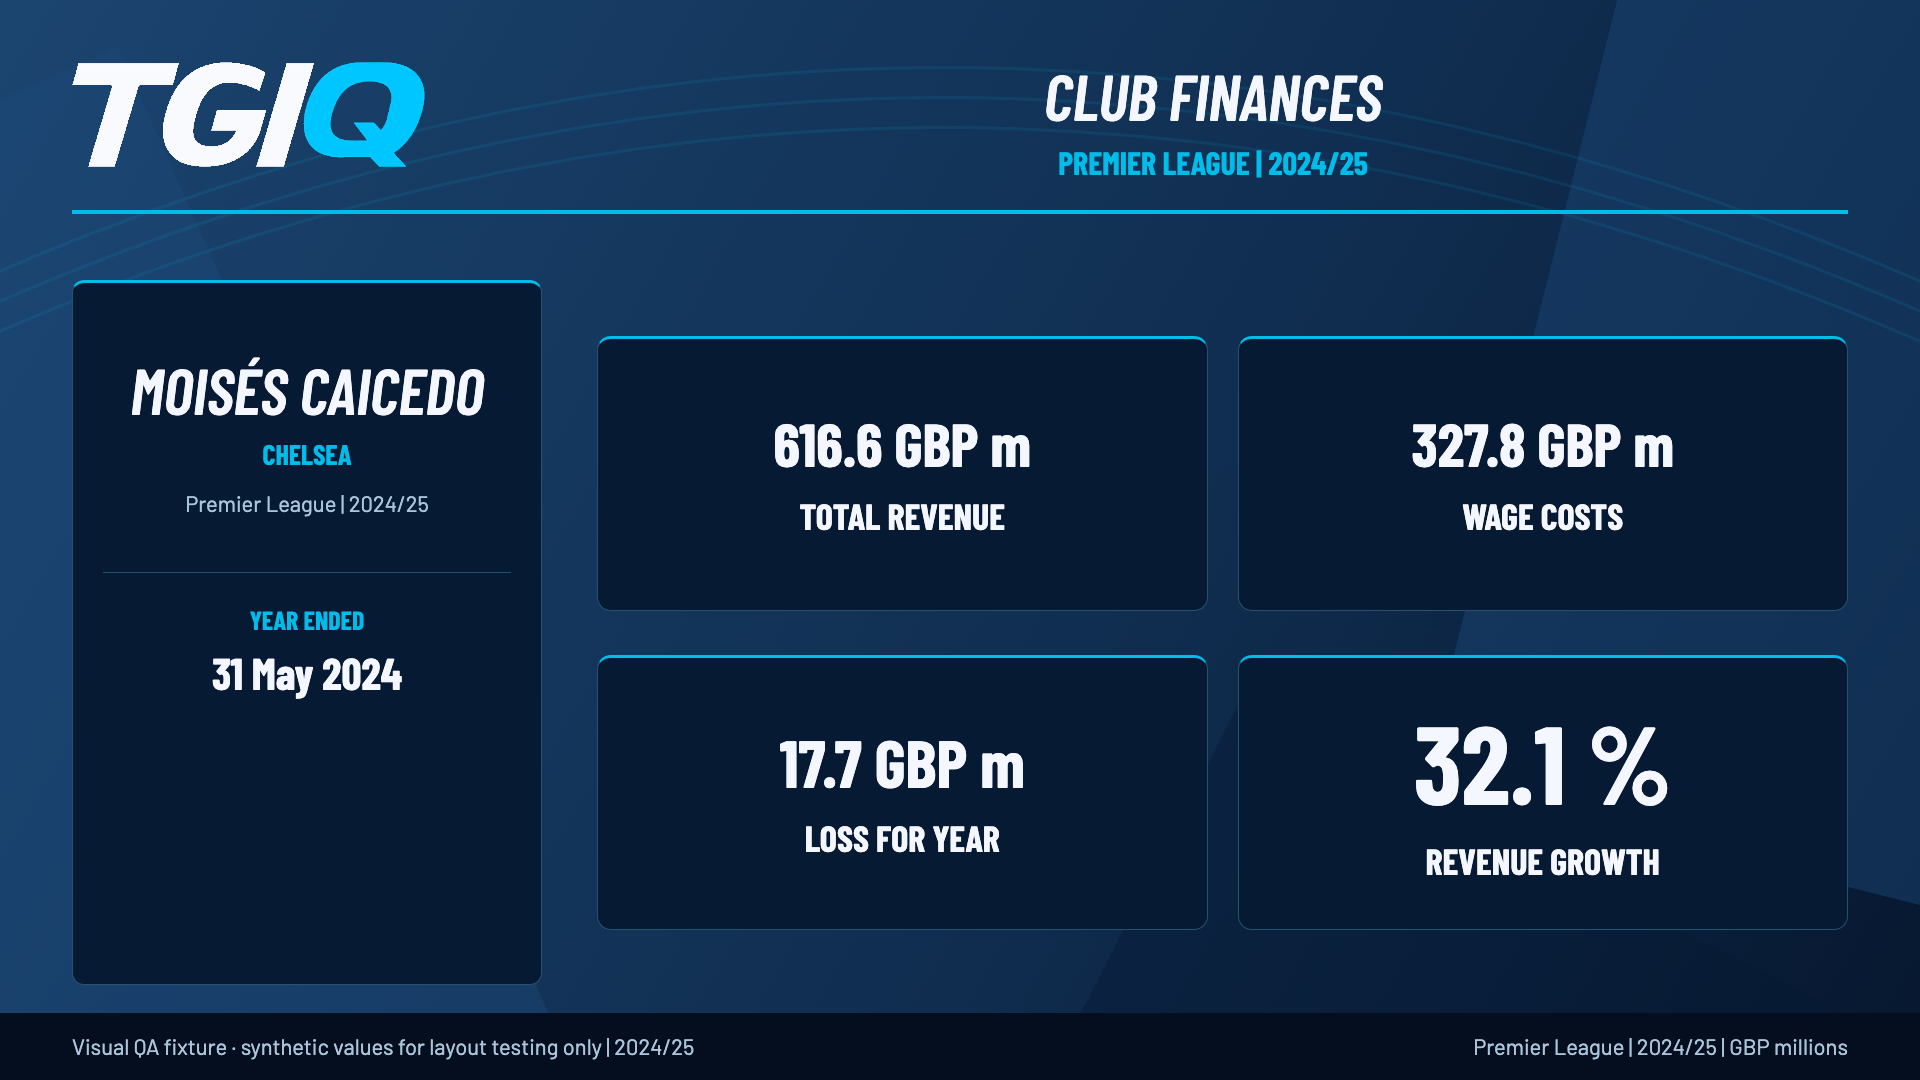 TGIQ
CLUB FINANCES
PREMIER LEAGUE | 2024/25
MOISÉS CAICEDO
CHELSEA
Premier League | 2024/25
YEAR ENDED
31 May 2024
616.6 GBP m
TOTAL REVENUE
327.8 GBP m
WAGE COSTS
17.7 GBP m
LOSS FOR YEAR
32.1 %
REVENUE GROWTH
Visual QA fixture · synthetic values for layout testing only | 2024/25
Premier League | 2024/25 | GBP millions